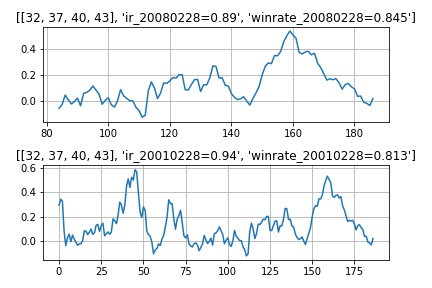 [[32, 37, 40, 43], 'ir_20080228=0.89', 'winrate_20080228=0.845']
0.4
0.2
0.0
80 100 120 140 160 180
[[32, 37, 40, 43], 'ir_20010228=0.94', 'winrate_20010228=0.813']
0.6
0.4
0.2
0.0
0 25 50 75 100 125 150 175